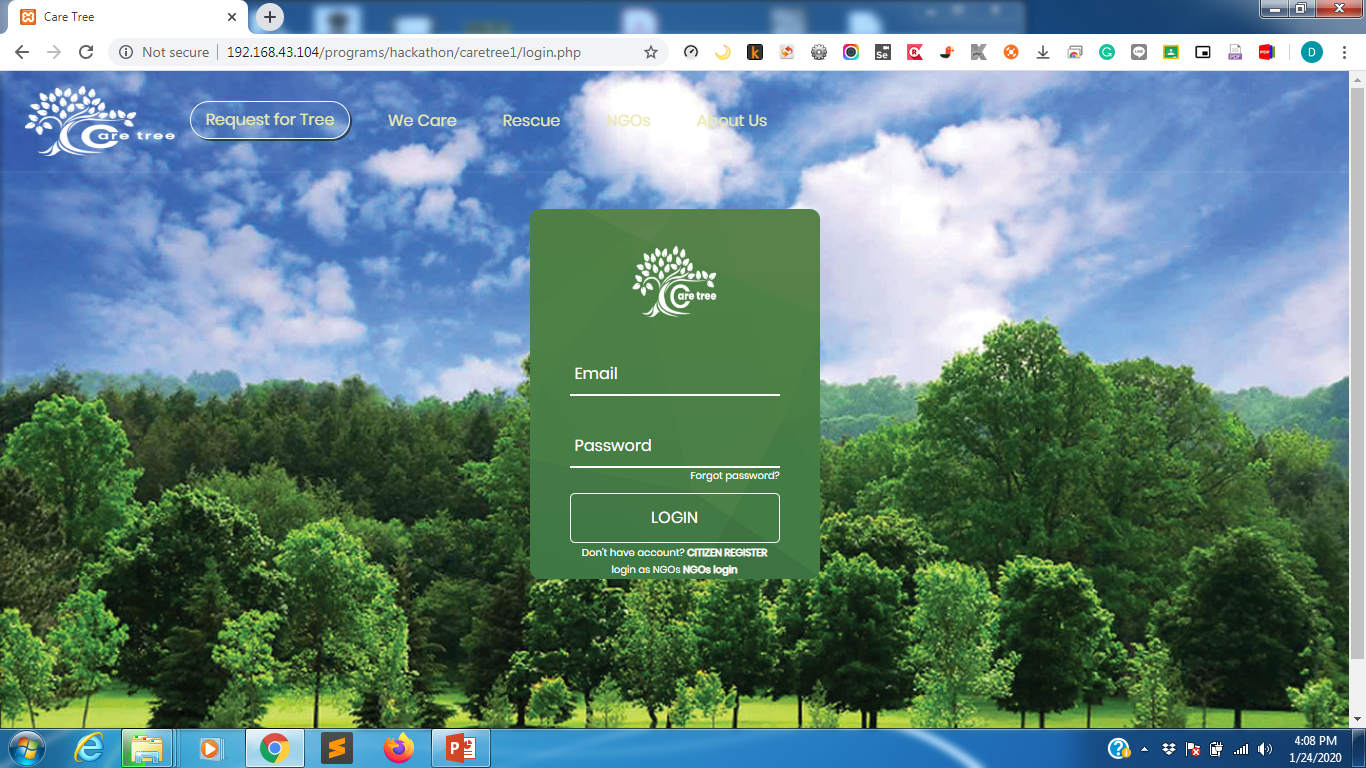 Care Tree
Not secure 192.168.43.104/programs/hackathon/caretree1/login.php
are tree
Request for Tree
We Care
Rescue
NGOs
About Us
are tree
Email
Password
Forgot password?
LOGIN
Don't have account? CITIZEN REGISTER
login as NGOs NGOs login
4:08 PM
1/24/2020